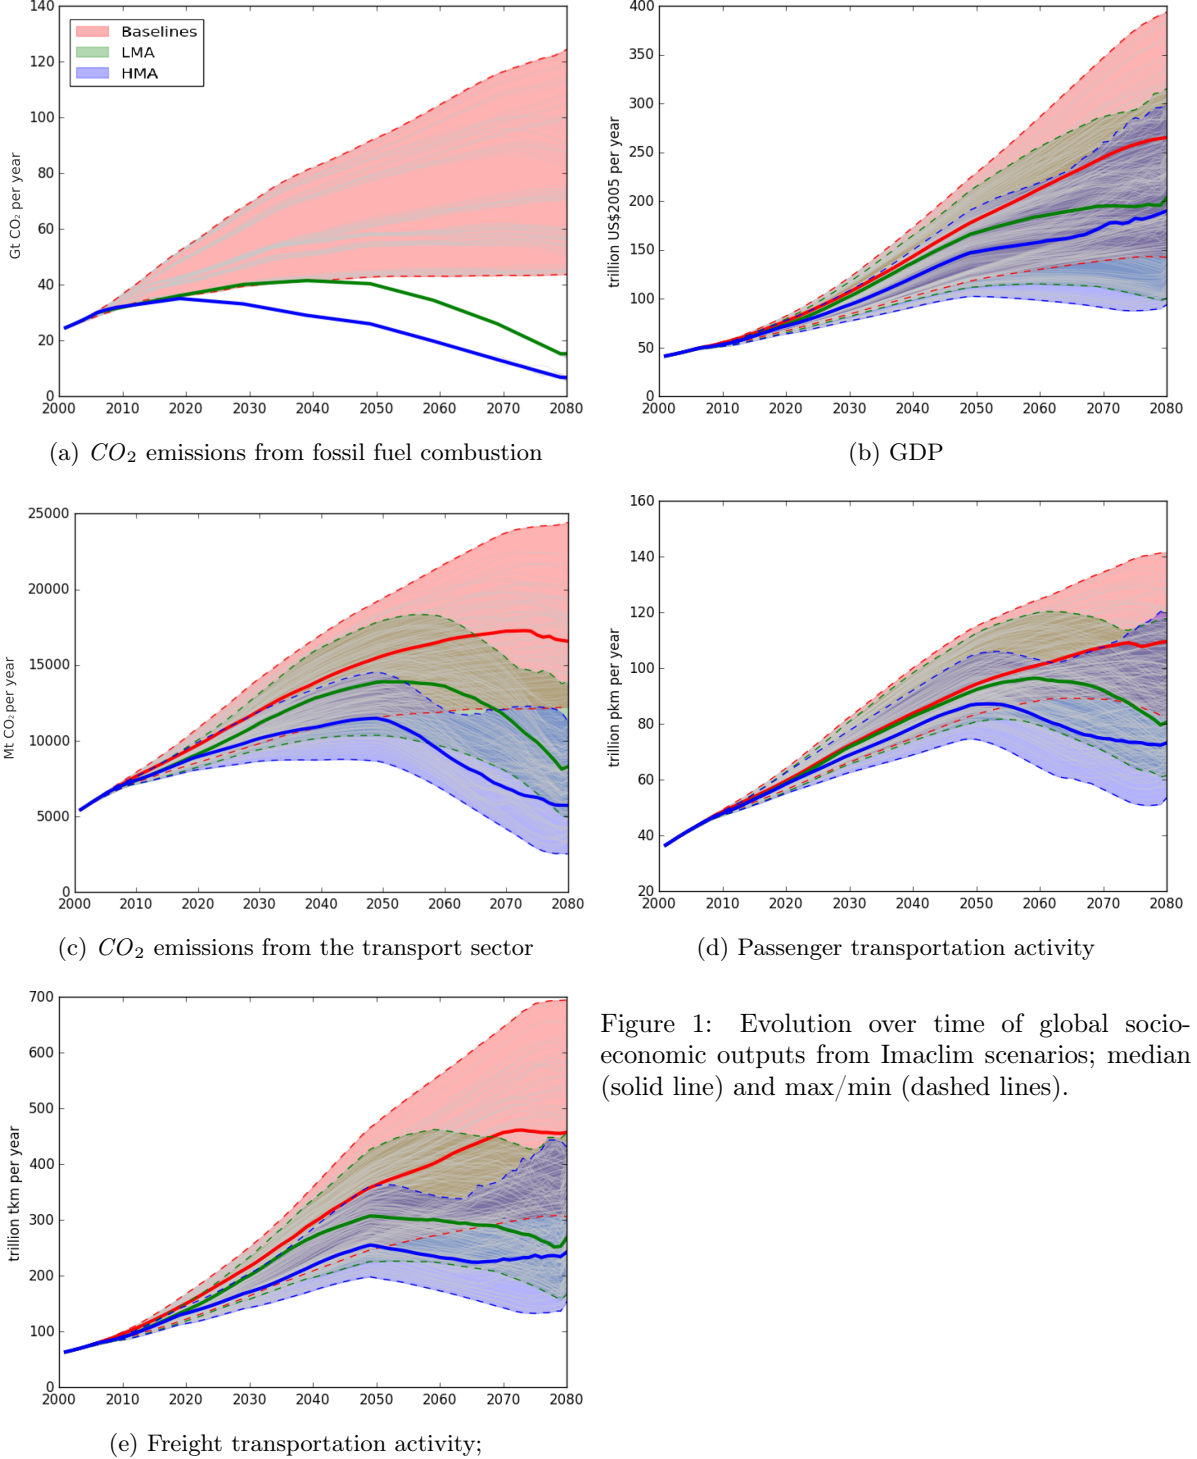 140
120
100
80
60
40
20
0
Gt CO₂ per year
Baselines
LMA
HMA
2000 2010 2020 2030 2040 2050 2060 2070 2080
(a) CO₂ emissions from fossil fuel combustion
400
350
300
250
200
150
100
50
0
trillion US$2005 per year
2000 2010 2020 2030 2040 2050 2060 2070 2080
(b) GDP
25000
20000
15000
10000
5000
0
Mt CO₂ per year
2000 2010 2020 2030 2040 2050 2060 2070 2080
(c) CO₂ emissions from the transport sector
160
140
120
100
80
60
40
20
trillion pkm per year
2000 2010 2020 2030 2040 2050 2060 2070 2080
(d) Passenger transportation activity
700
600
500
400
300
200
100
0
trillion tkm per year
2000 2010 2020 2030 2040 2050 2060 2070 2080
(e) Freight transportation activity;
Figure 1: Evolution over time of global socio-
economic outputs from Imaclim scenarios; median
(solid line) and max/min (dashed lines).